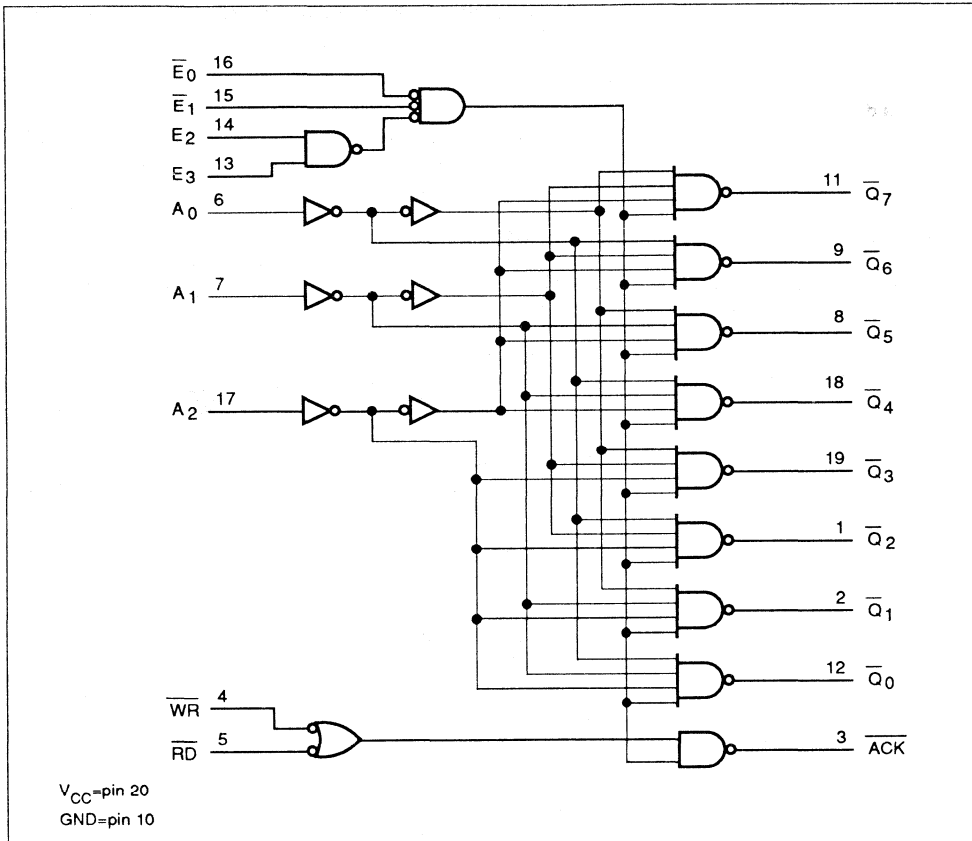 E̅0 16
E̅1 15
E2 14
E3 13
A0 6
A1 7
A2 17
11 Q̅7
9 Q̅6
8 Q̅5
18 Q̅4
19 Q̅3
1 Q̅2
2 Q̅1
12 Q̅0
W̅R̅ 4
R̅D̅ 5
3 A̅C̅K̅
VCC=pin 20
GND=pin 10